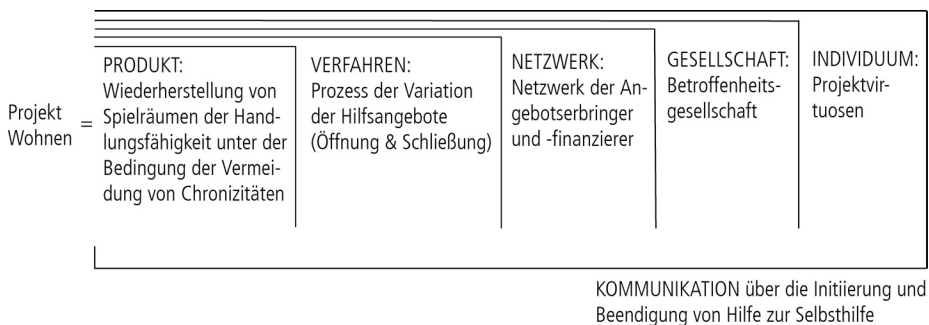 Projekt
Wohnen
=
PRODUKT:
Wiederherstellung von
Spielräumen der Hand-
lungsfähigkeit unter der
Bedingung der Vermei-
dung von Chronizitäten
VERFAHREN:
Prozess der Variation
der Hilfsangebote
(Öffnung & Schließung)
NETZWERK:
Netzwerk der An-
gebotserbringer
und -finanzierer
GESELLSCHAFT:
Betroffenheits-
gesellschaft
INDIVIDUUM:
Projektvir-
tuosen
KOMMUNIKATION über die Initiierung und
Beendigung von Hilfe zur Selbsthilfe